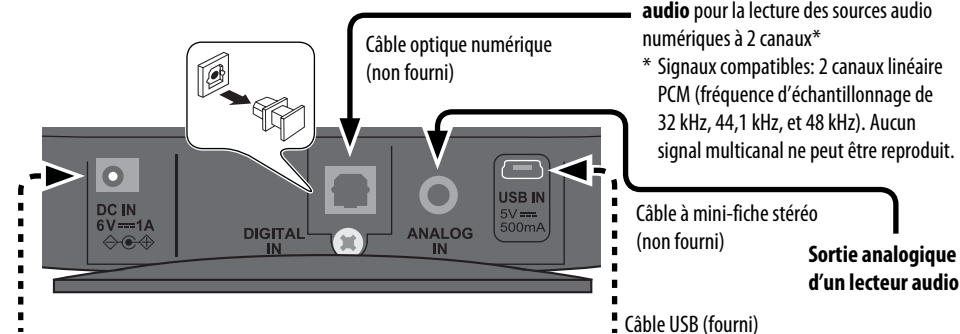 audio pour la lecture des sources audio
numériques à 2 canaux*
* Signaux compatibles: 2 canaux linéaire
PCM (fréquence d’échantillonnage de
32 kHz, 44,1 kHz, et 48 kHz). Aucun
signal multicanal ne peut être reproduit.
Câble optique numérique
(non fourni)
DC IN
6V⎓1A
DIGITAL
IN
ANALOG
IN
USB IN
5V⎓
500mA
Câble à mini-fiche stéréo
(non fourni)
Sortie analogique
d’un lecteur audio
Câble USB (fourni)